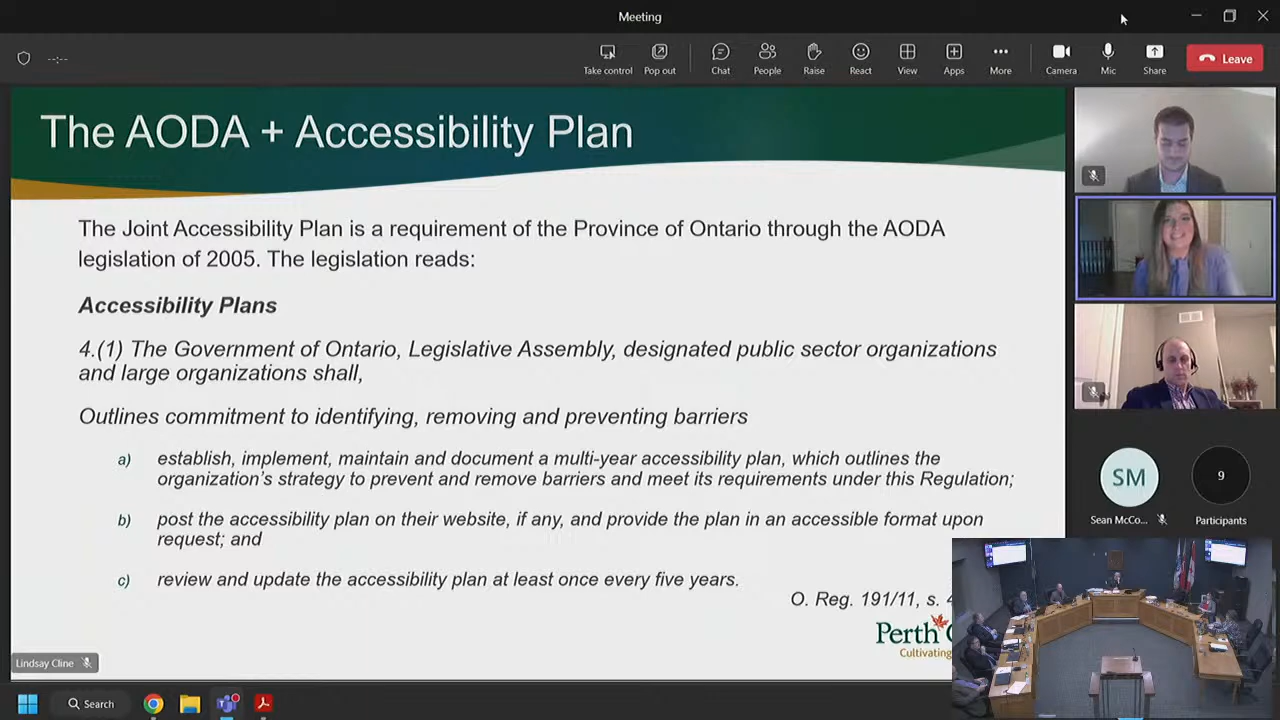 Meeting
--:--
Take control
Pop out
Chat
People
Raise
React
View
Apps
More
Camera
Mic
Share
Leave
The AODA + Accessibility Plan
The Joint Accessibility Plan is a requirement of the Province of Ontario through the AODA
legislation of 2005. The legislation reads:
Accessibility Plans
4.(1) The Government of Ontario, Legislative Assembly, designated public sector organizations
and large organizations shall,
Outlines commitment to identifying, removing and preventing barriers
a) establish, implement, maintain and document a multi-year accessibility plan, which outlines the
organization's strategy to prevent and remove barriers and meet its requirements under this Regulation;
b) post the accessibility plan on their website, if any, and provide the plan in an accessible format upon
request; and
c) review and update the accessibility plan at least once every five years.
O. Reg. 191/11, s.
Perth
Cultivating
SM
9
Sean McCo...
Participants
Lindsay Cline
Search